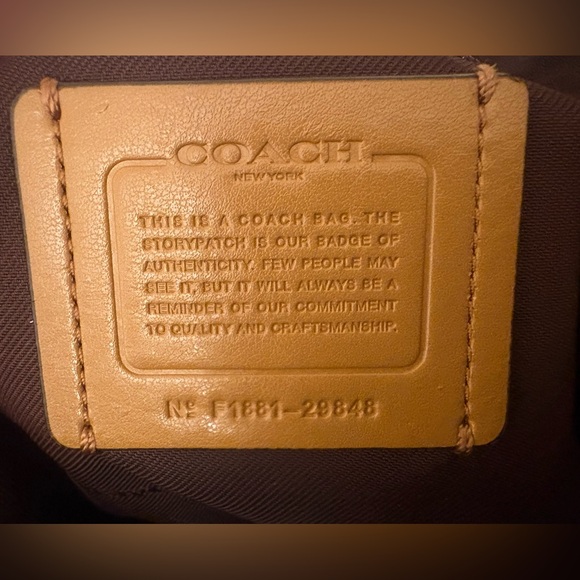 COACH
NEW YORK
THIS IS A COACH BAG. THE
STORYPATCH IS OUR BADGE OF
AUTHENTICITY. FEW PEOPLE MAY
SEE IT, BUT IT WILL ALWAYS BE A
REMINDER OF OUR COMMITMENT
TO QUALITY AND CRAFTSMANSHIP.
Nº F1881-29848